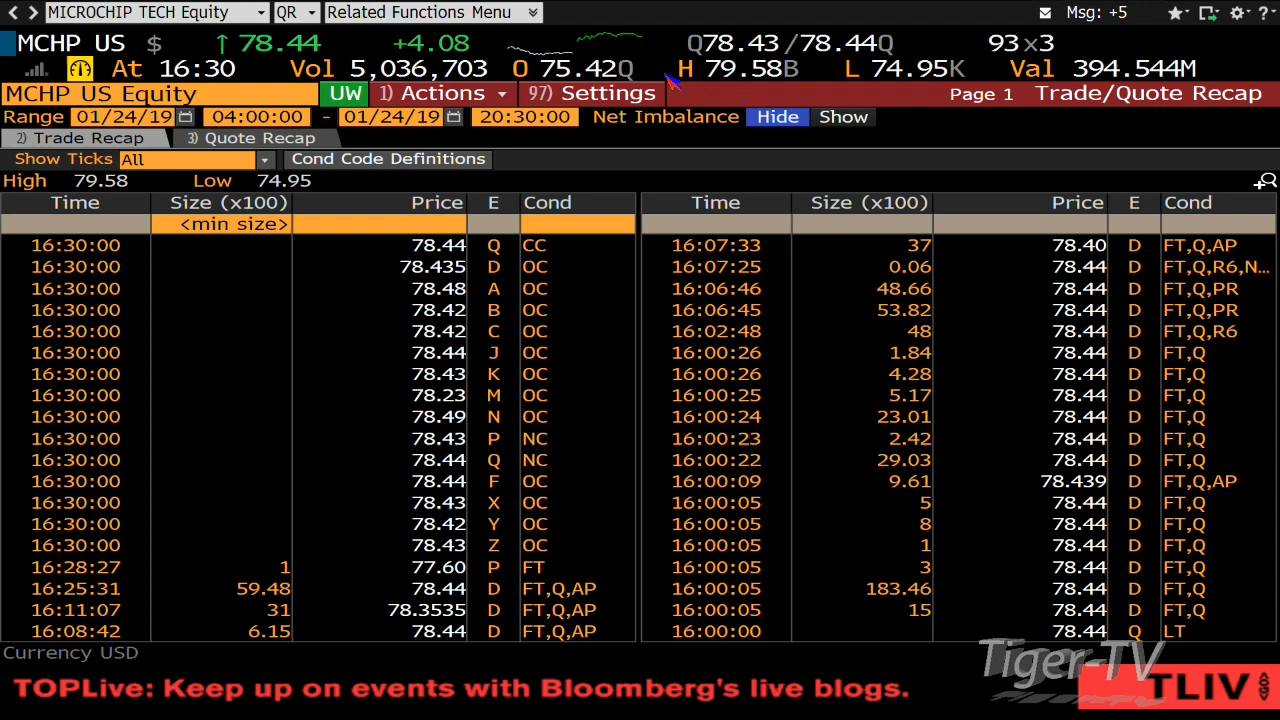 MICROCHIP TECH Equity QR Related Functions Menu Msg: +5 ?
MCHP US $ ↑ 78.44 +4.08 Q78.43/78.44Q 93x3
At 16:30 Vol 5,036,703 O 75.42Q H 79.58B L 74.95K Val 394.544M
MCHP US Equity UW 1) Actions 97) Settings Page 1 Trade/Quote Recap
Range 01/24/19 04:00:00 - 01/24/19 20:30:00 Net Imbalance Hide Show
2) Trade Recap 3) Quote Recap
Show Ticks All Cond Code Definitions
High 79.58 Low 74.95
Time Size (x100) Price E Cond Time Size (x100) Price E Cond
<min size>
16:30:00 78.44 Q CC 16:07:33 37 78.40 D FT,Q,AP
16:30:00 78.435 D OC 16:07:25 0.06 78.44 D FT,Q,R6,N...
16:30:00 78.48 A OC 16:06:46 48.66 78.44 D FT,Q,PR
16:30:00 78.42 B OC 16:06:45 53.82 78.44 D FT,Q,PR
16:30:00 78.42 C OC 16:02:48 48 78.44 D FT,Q,R6
16:30:00 78.44 J OC 16:00:26 1.84 78.44 D FT,Q
16:30:00 78.43 K OC 16:00:26 4.28 78.44 D FT,Q
16:30:00 78.23 M OC 16:00:25 5.17 78.44 D FT,Q
16:30:00 78.49 N OC 16:00:24 23.01 78.44 D FT,Q
16:30:00 78.43 P NC 16:00:23 2.42 78.44 D FT,Q
16:30:00 78.44 Q NC 16:00:22 29.03 78.44 D FT,Q
16:30:00 78.44 F OC 16:00:09 9.61 78.439 D FT,Q,AP
16:30:00 78.43 X OC 16:00:05 5 78.44 D FT,Q
16:30:00 78.42 Y OC 16:00:05 8 78.44 D FT,Q
16:30:00 78.43 Z OC 16:00:05 1 78.44 D FT,Q
16:28:27 1 77.60 P FT 16:00:05 3 78.44 D FT,Q
16:25:31 59.48 78.44 D FT,Q,AP 16:00:05 183.46 78.44 D FT,Q
16:11:07 31 78.3535 D FT,Q,AP 16:00:05 15 78.44 D FT,Q
16:08:42 6.15 78.44 D FT,Q,AP 16:00:00 78.44 Q LT
Currency USD
Tiger-TV
TOPLive: Keep up on events with Bloomberg's live blogs. TLIV